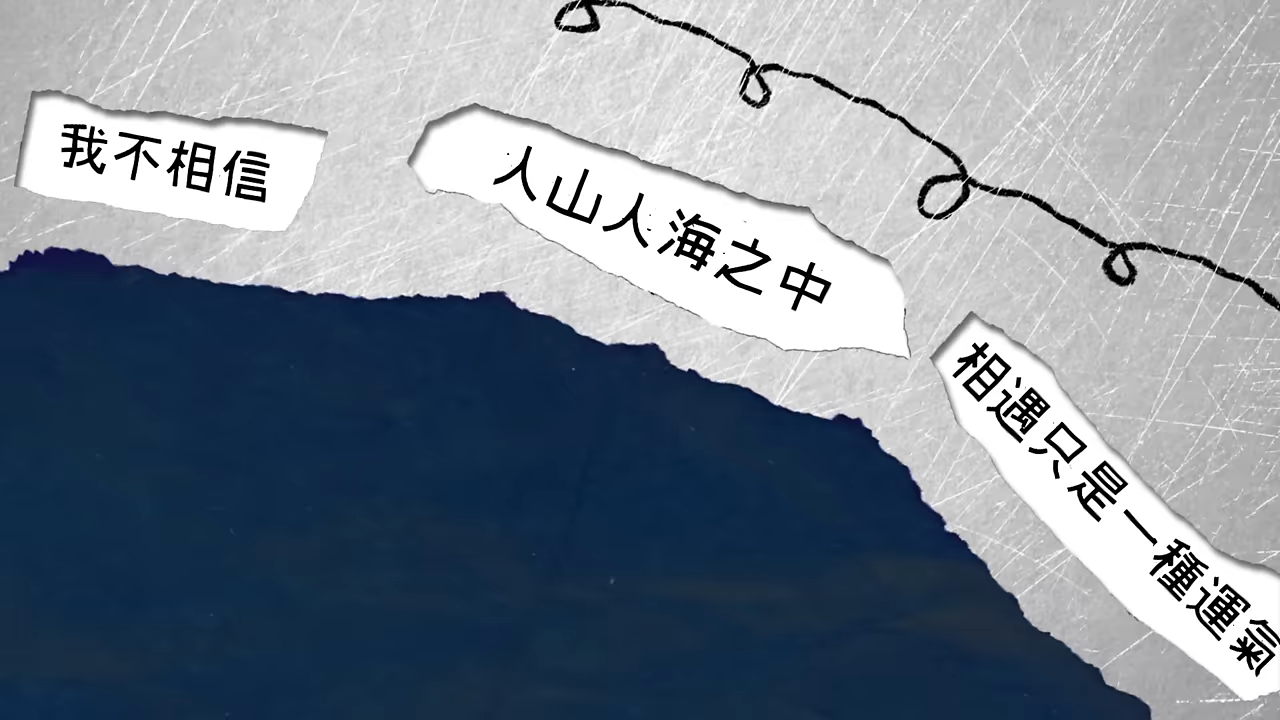 我不相信
人山人海之中
相遇只是一種運氣